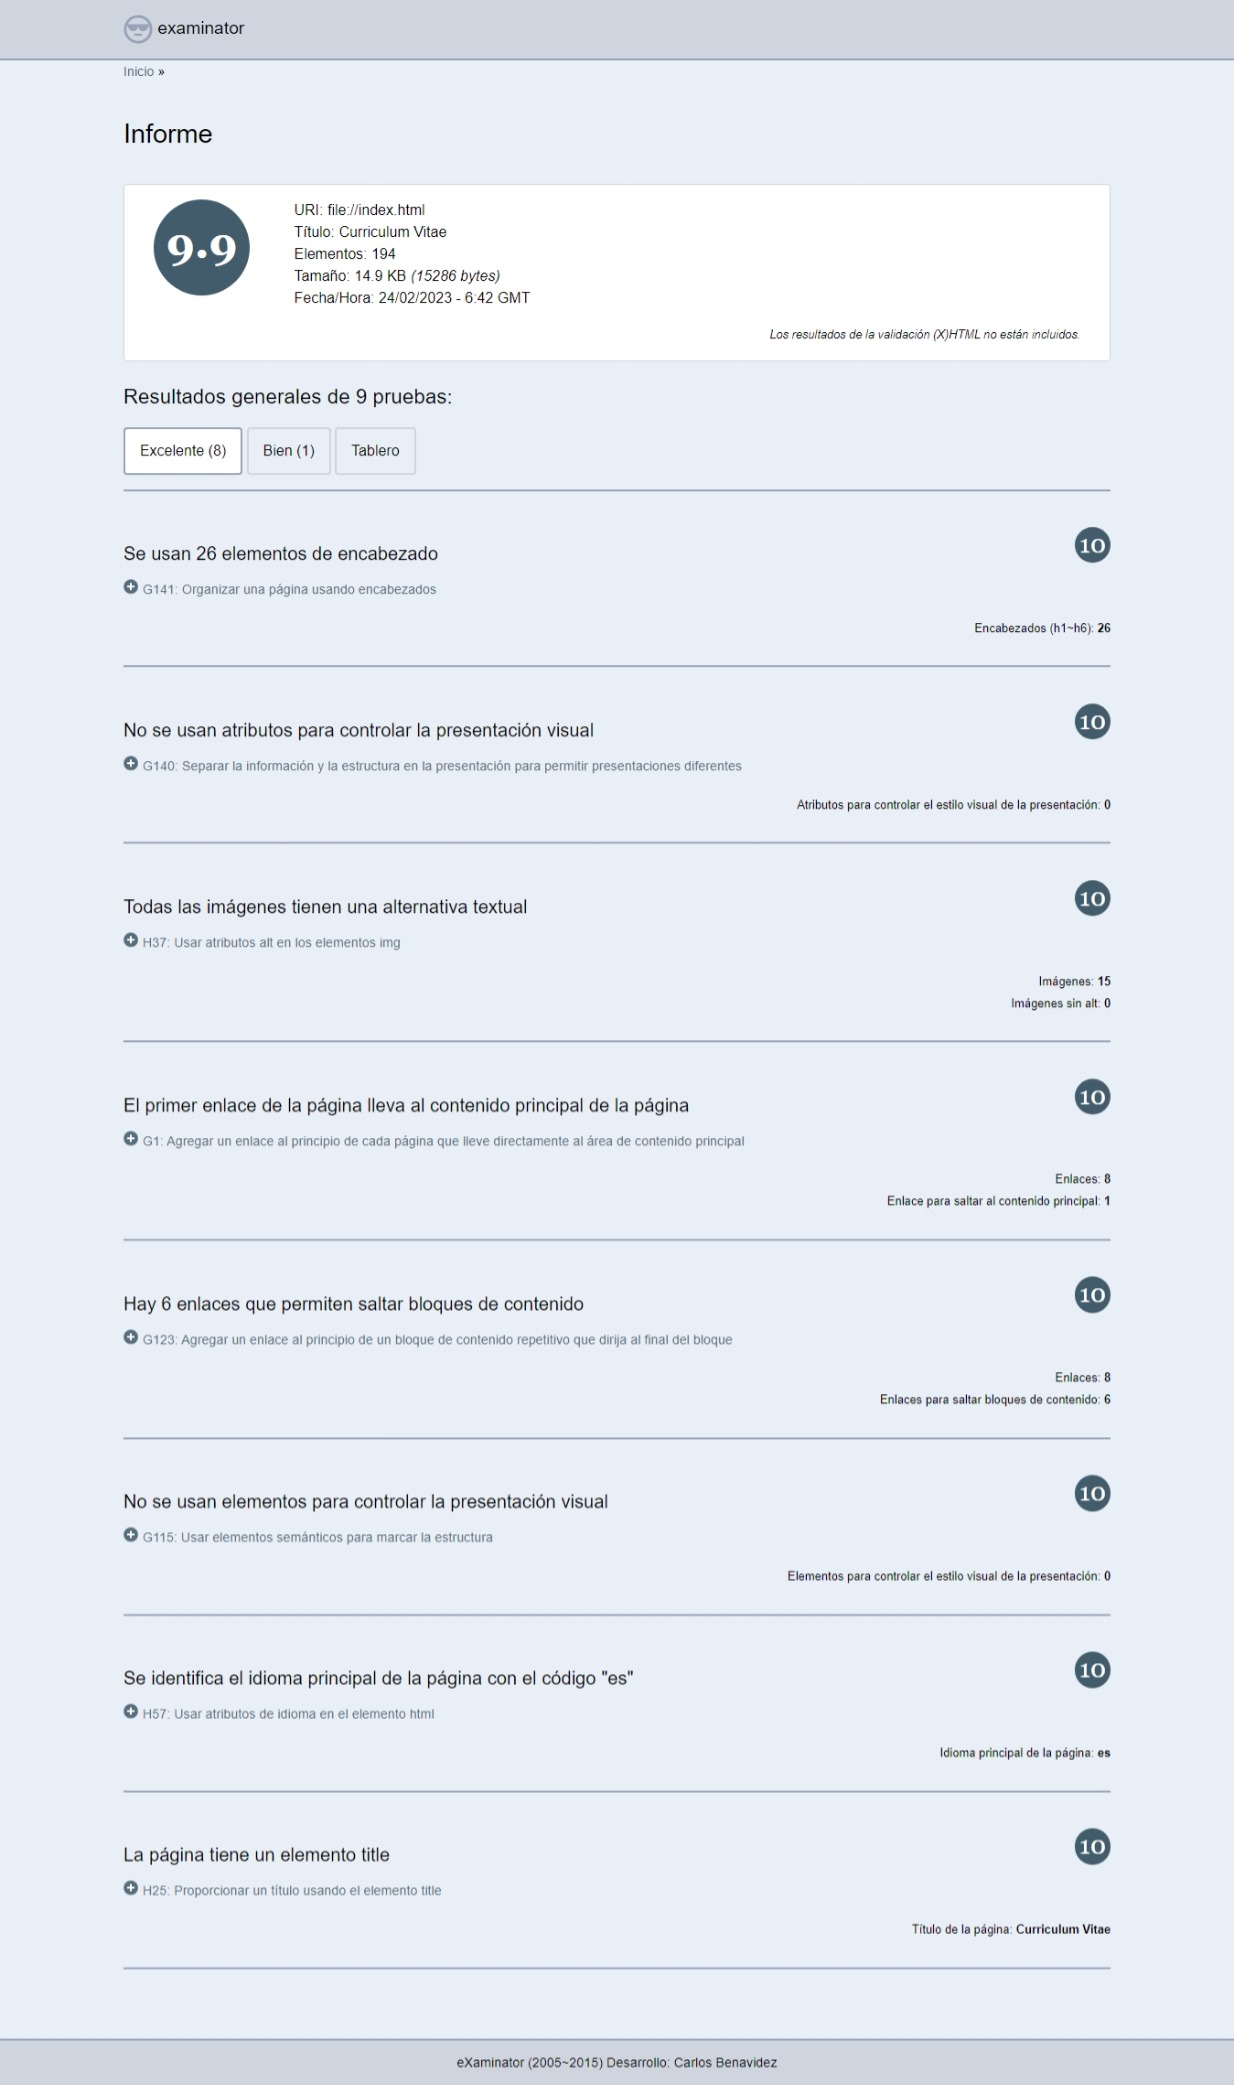 examinator
Inicio »
Informe
9.9
URI: file://index.html
Título: Curriculum Vitae
Elementos: 194
Tamaño: 14.9 KB (15286 bytes)
Fecha/Hora: 24/02/2023 - 6:42 GMT
Los resultados de la validación (X)HTML no están incluidos.
Resultados generales de 9 pruebas:
Excelente (8) Bien (1) Tablero
Se usan 26 elementos de encabezado 10
G141: Organizar una página usando encabezados
Encabezados (h1~h6): 26
No se usan atributos para controlar la presentación visual 10
G140: Separar la información y la estructura en la presentación para permitir presentaciones diferentes
Atributos para controlar el estilo visual de la presentación: 0
Todas las imágenes tienen una alternativa textual 10
H37: Usar atributos alt en los elementos img
Imágenes: 15
Imágenes sin alt: 0
El primer enlace de la página lleva al contenido principal de la página 10
G1: Agregar un enlace al principio de cada página que lleve directamente al área de contenido principal
Enlaces: 8
Enlace para saltar al contenido principal: 1
Hay 6 enlaces que permiten saltar bloques de contenido 10
G123: Agregar un enlace al principio de un bloque de contenido repetitivo que dirija al final del bloque
Enlaces: 8
Enlaces para saltar bloques de contenido: 6
No se usan elementos para controlar la presentación visual 10
G115: Usar elementos semánticos para marcar la estructura
Elementos para controlar el estilo visual de la presentación: 0
Se identifica el idioma principal de la página con el código "es" 10
H57: Usar atributos de idioma en el elemento html
Idioma principal de la página: es
La página tiene un elemento title 10
H25: Proporcionar un título usando el elemento title
Título de la página: Curriculum Vitae
eXaminator (2005~2015) Desarrollo: Carlos Benavidez